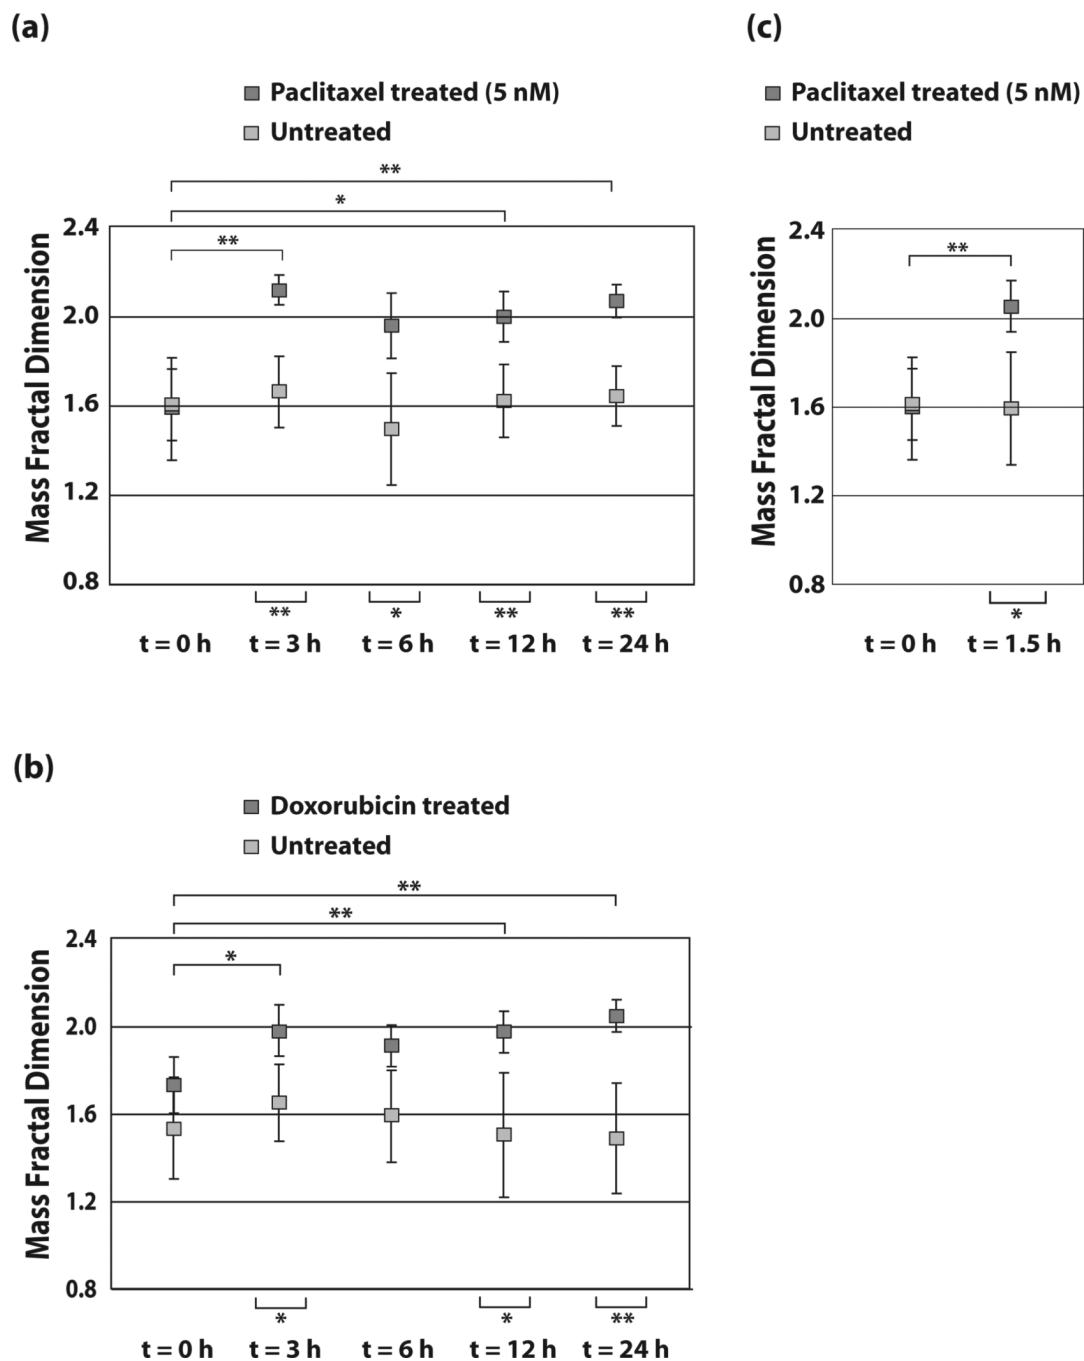 (a)
Paclitaxel treated (5 nM)
Untreated
**
*
**
2.4
2.0
1.6
1.2
0.8
Mass Fractal Dimension
** * ** **
t = 0 h t = 3 h t = 6 h t = 12 h t = 24 h
(c)
Paclitaxel treated (5 nM)
Untreated
**
2.4
2.0
1.6
1.2
0.8
Mass Fractal Dimension
*
t = 0 h t = 1.5 h
(b)
Doxorubicin treated
Untreated
**
**
*
2.4
2.0
1.6
1.2
0.8
Mass Fractal Dimension
* * **
t = 0 h t = 3 h t = 6 h t = 12 h t = 24 h